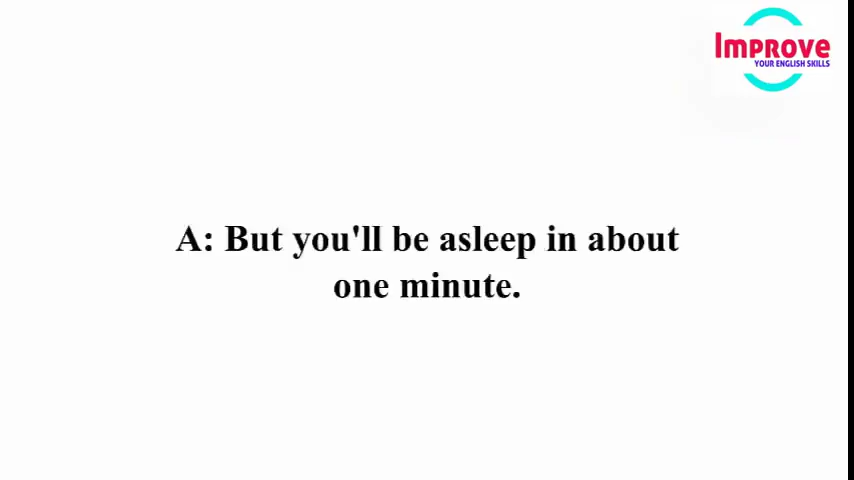 Improve
YOUR ENGLISH SKILLS
A: But you'll be asleep in about
one minute.